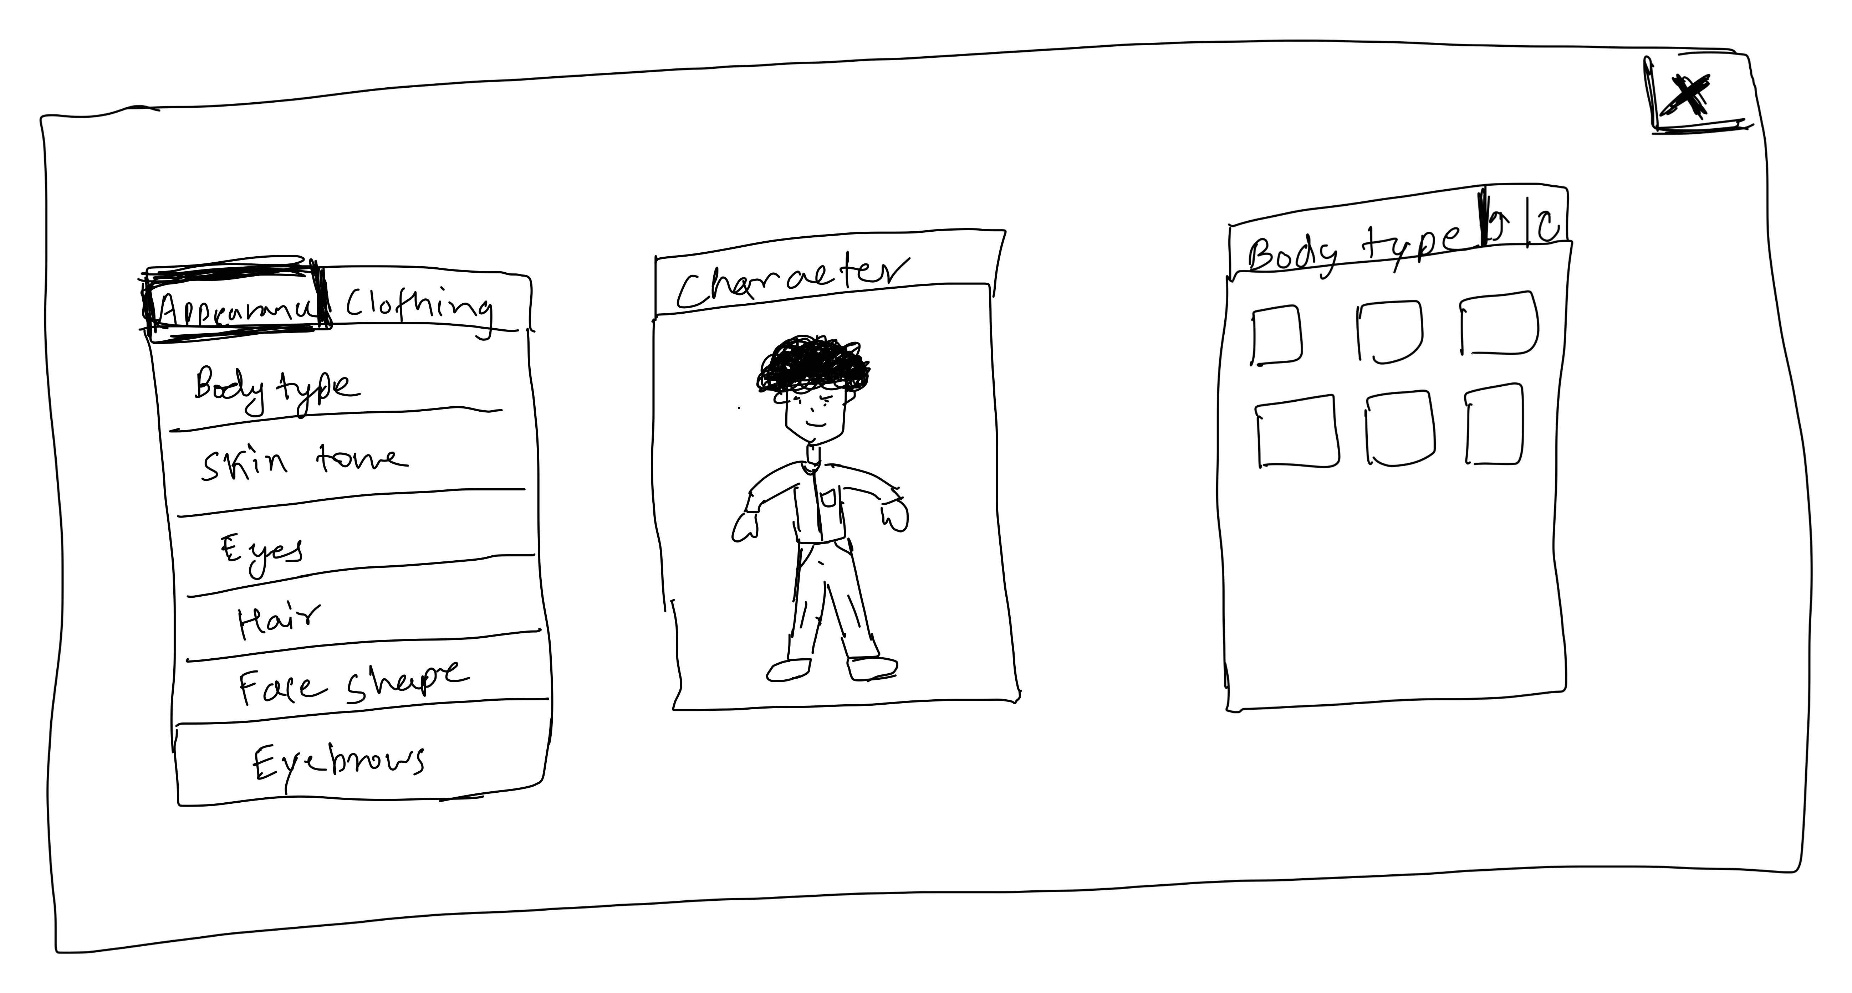 X
Appearance Clothing
Body type
Skin tone
Eyes
Hair
Face shape
Eyebrows
Character
Body type